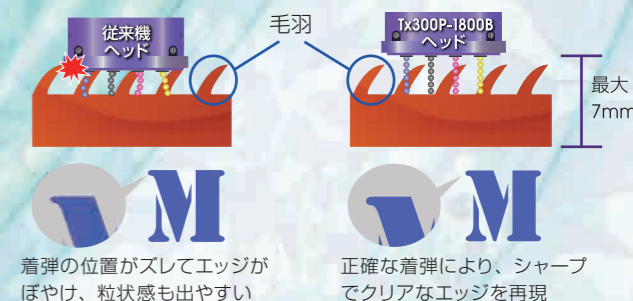 従来機
ヘッド
毛羽
Tx300P-1800B
ヘッド
最大
7mm
M
M
着弾の位置がズレてエッジが
ぼやけ、粒状感も出やすい
正確な着弾により、シャープ
でクリアなエッジを再現